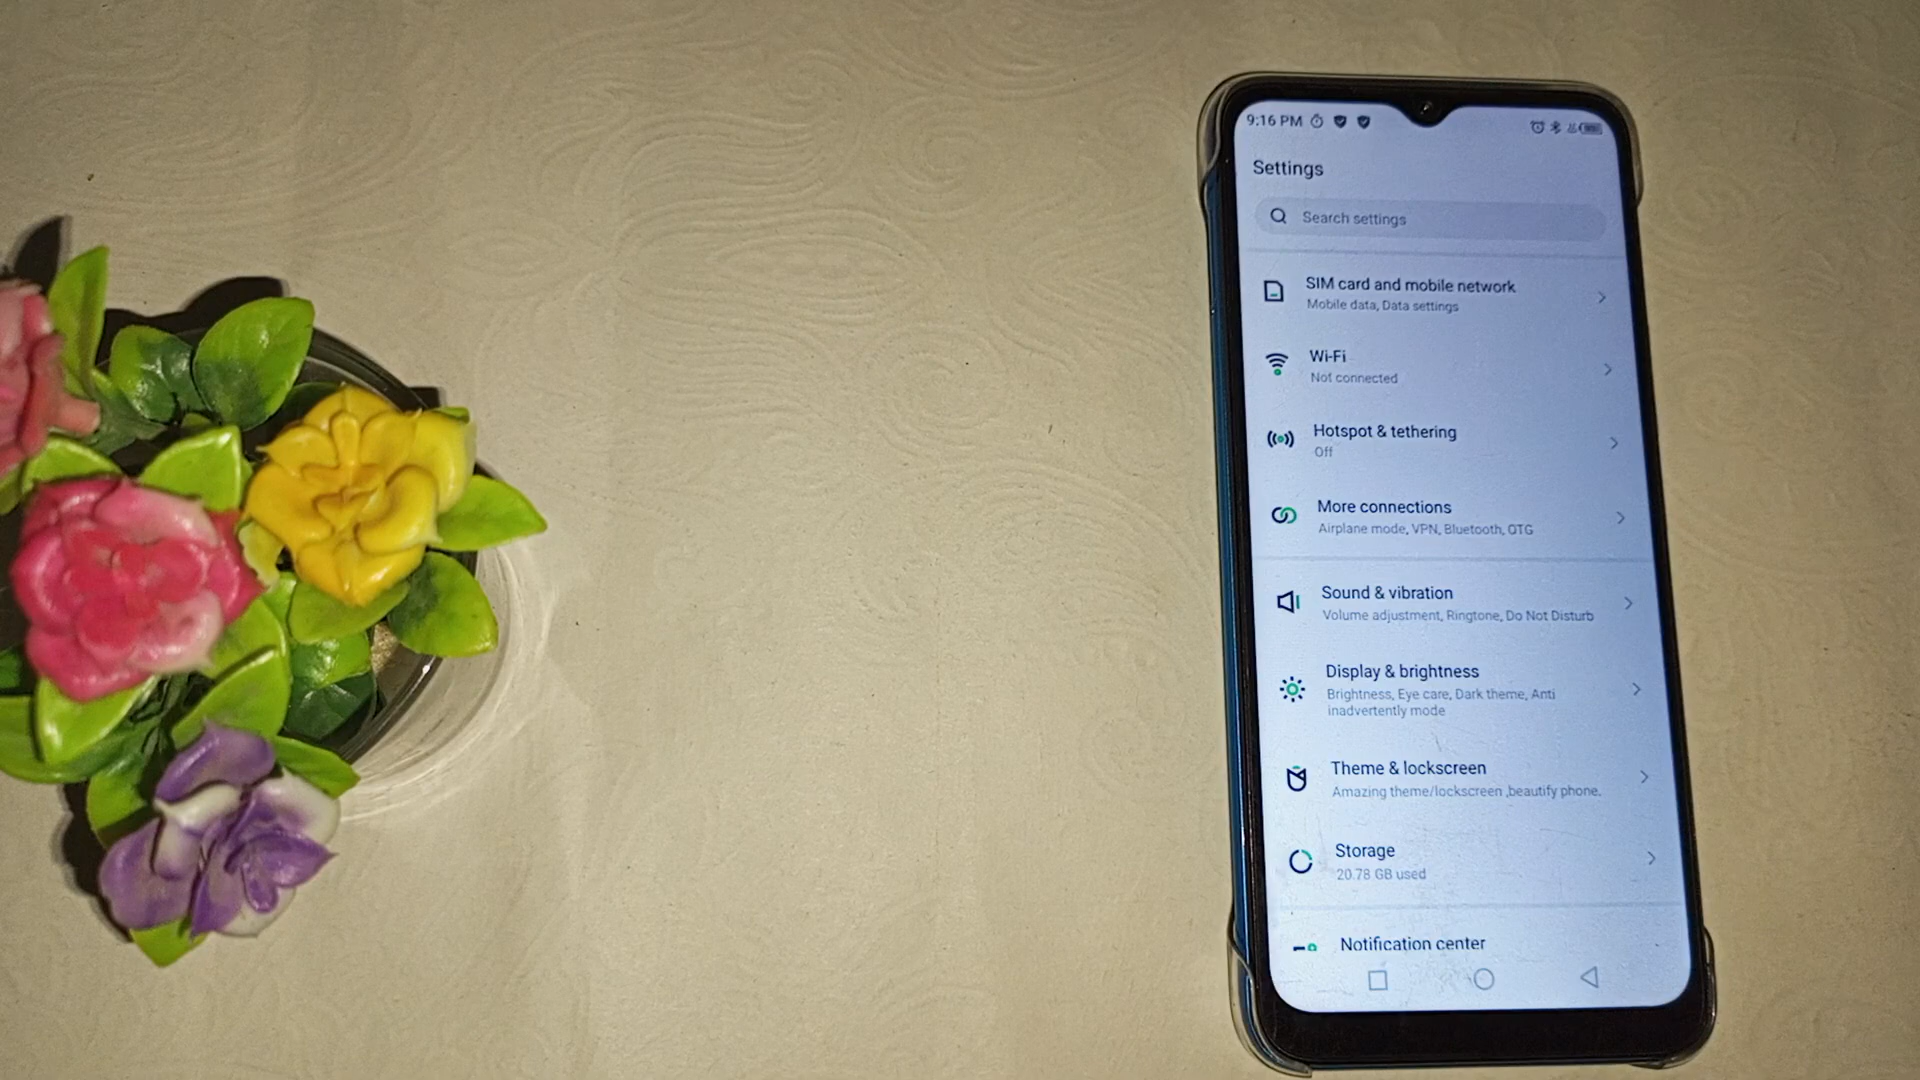 9:16 PM
Settings
Search settings
SIM card and mobile network
Mobile data, Data settings
Wi-Fi
Not connected
Hotspot & tethering
Off
More connections
Airplane mode, VPN, Bluetooth, OTG
Sound & vibration
Volume adjustment, Ringtone, Do Not Disturb
Display & brightness
Brightness, Eye care, Dark theme, Anti
inadvertently mode
Theme & lockscreen
Amazing theme/lockscreen ,beautify phone.
Storage
20.78 GB used
Notification center